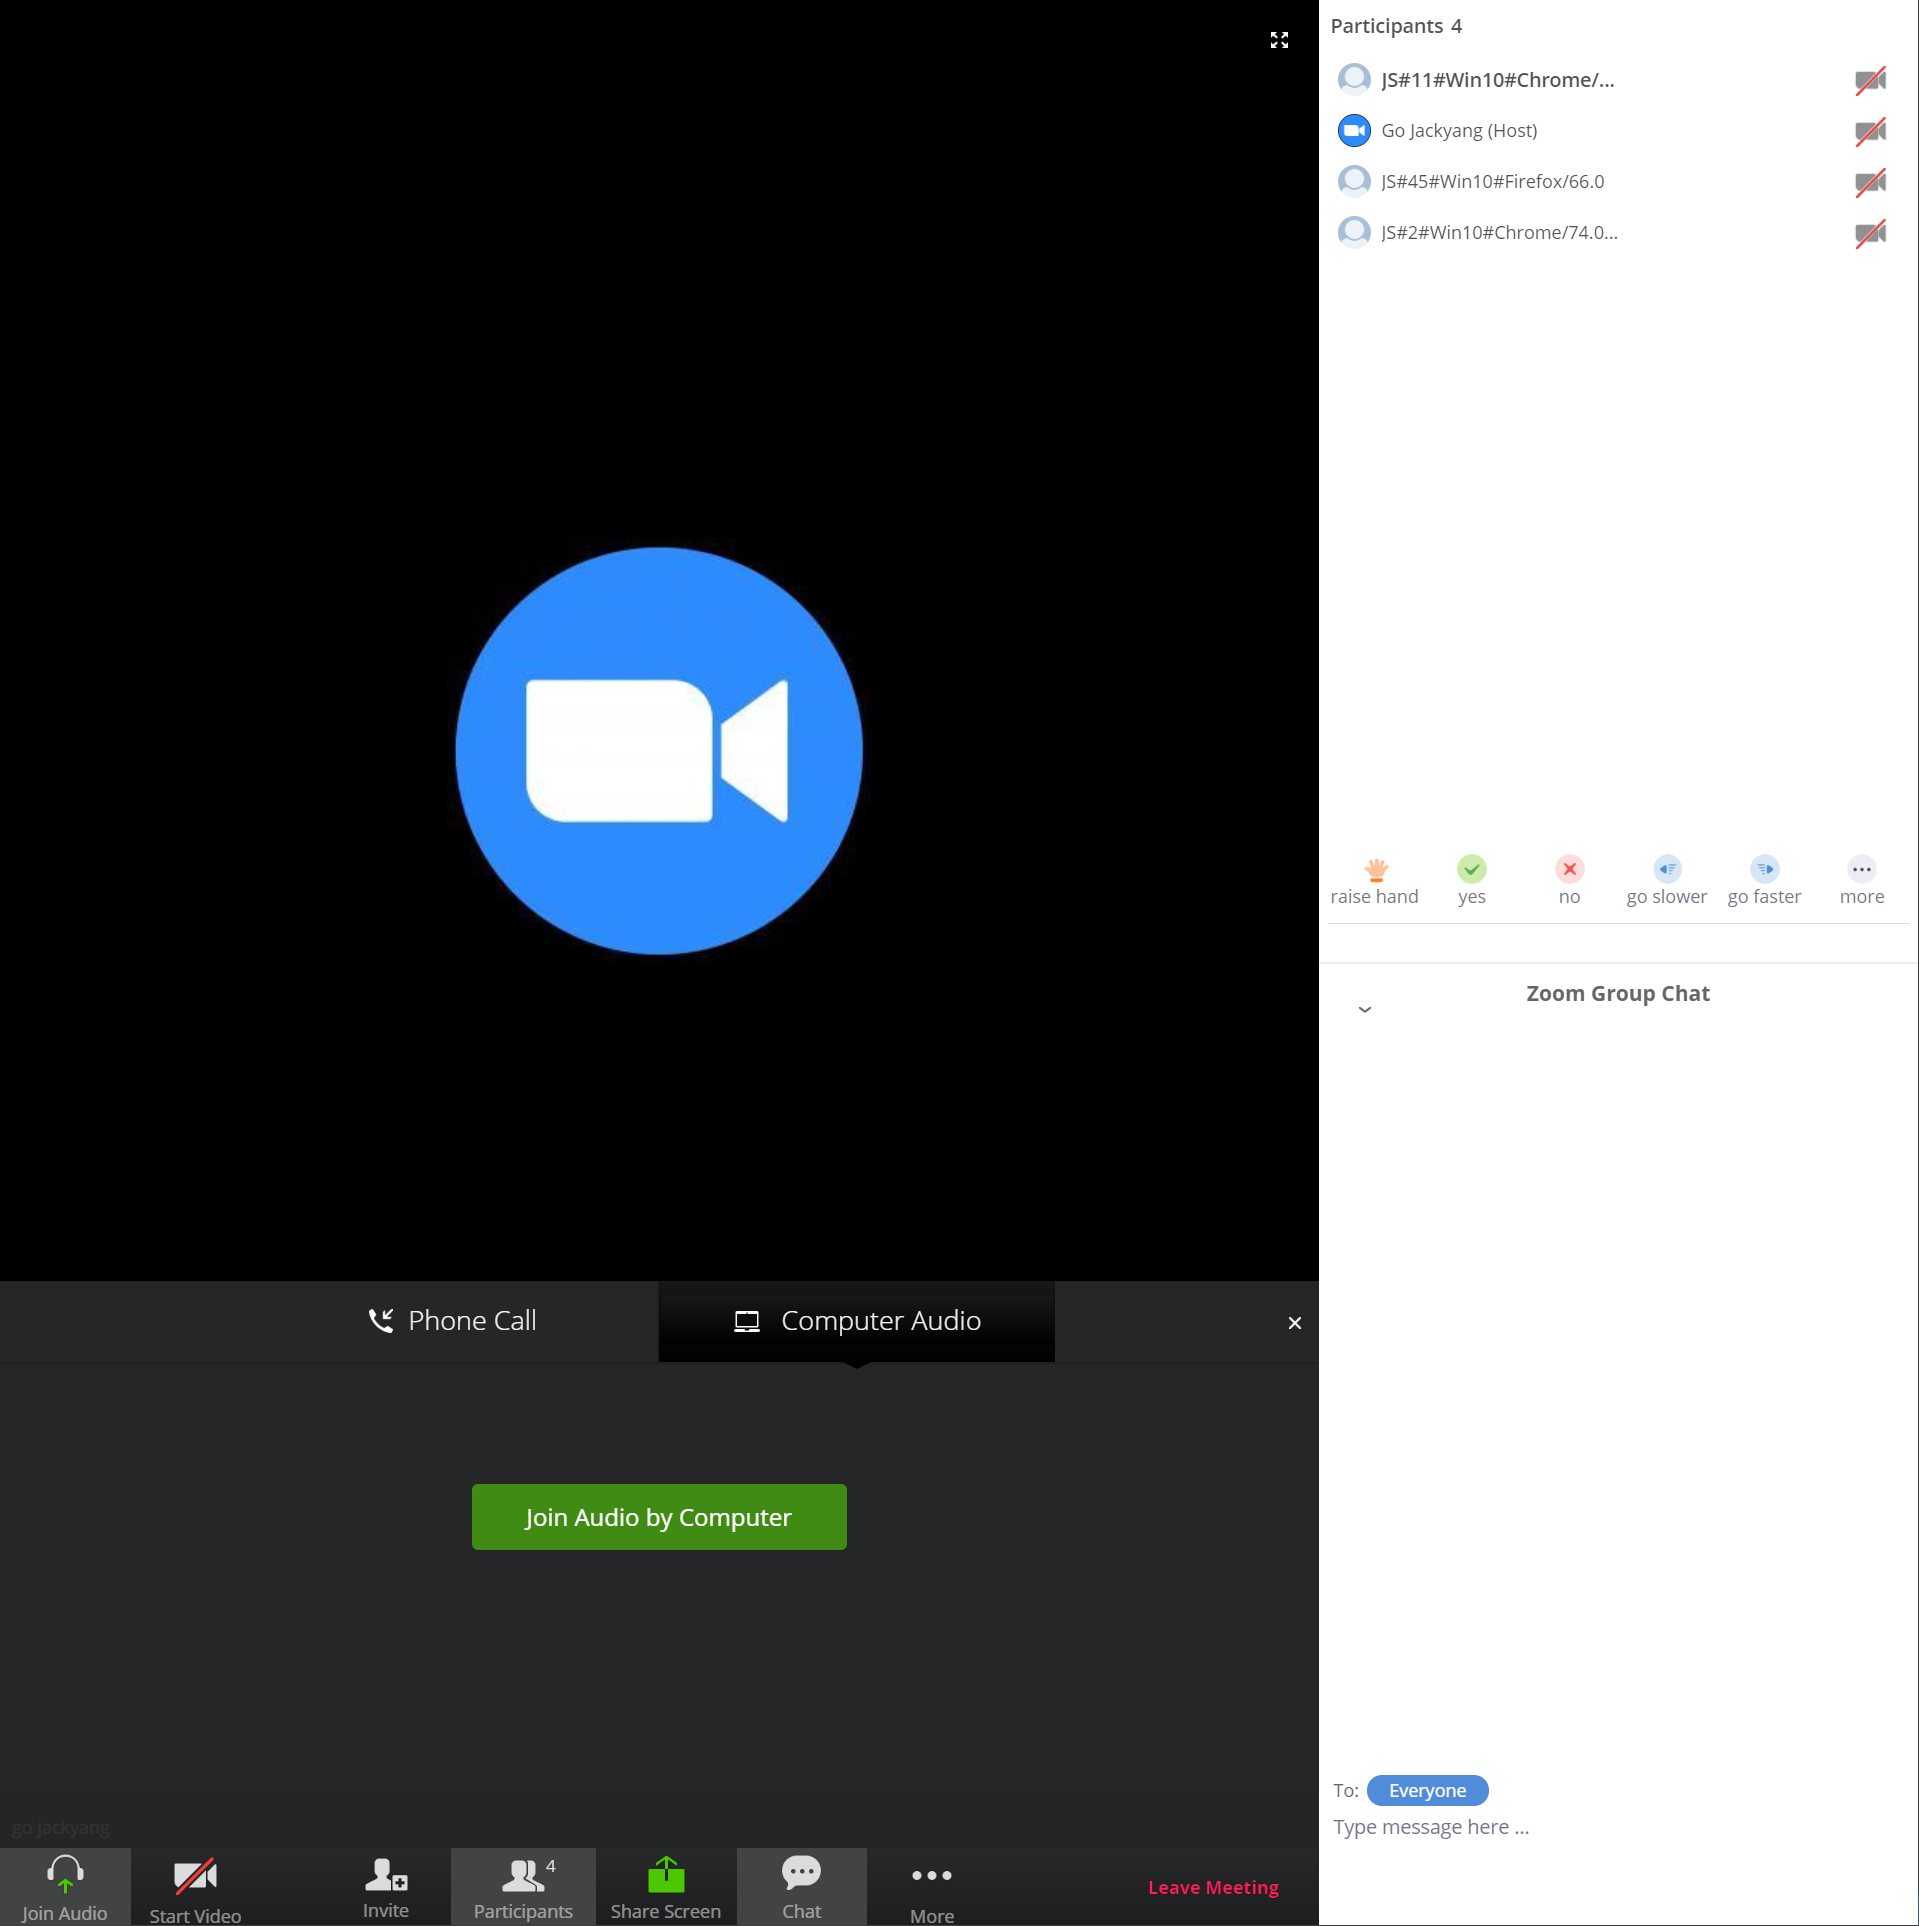 Participants 4
JS#11#Win10#Chrome/...
Go Jackyang (Host)
JS#45#Win10#Firefox/66.0
JS#2#Win10#Chrome/74.0...
raise hand
yes
no
go slower
go faster
more
Zoom Group Chat
To: Everyone
Type message here ...
Phone Call
Computer Audio
Join Audio by Computer
go jackyang
Join Audio
Start Video
Invite
4
Participants
Share Screen
Chat
More
Leave Meeting